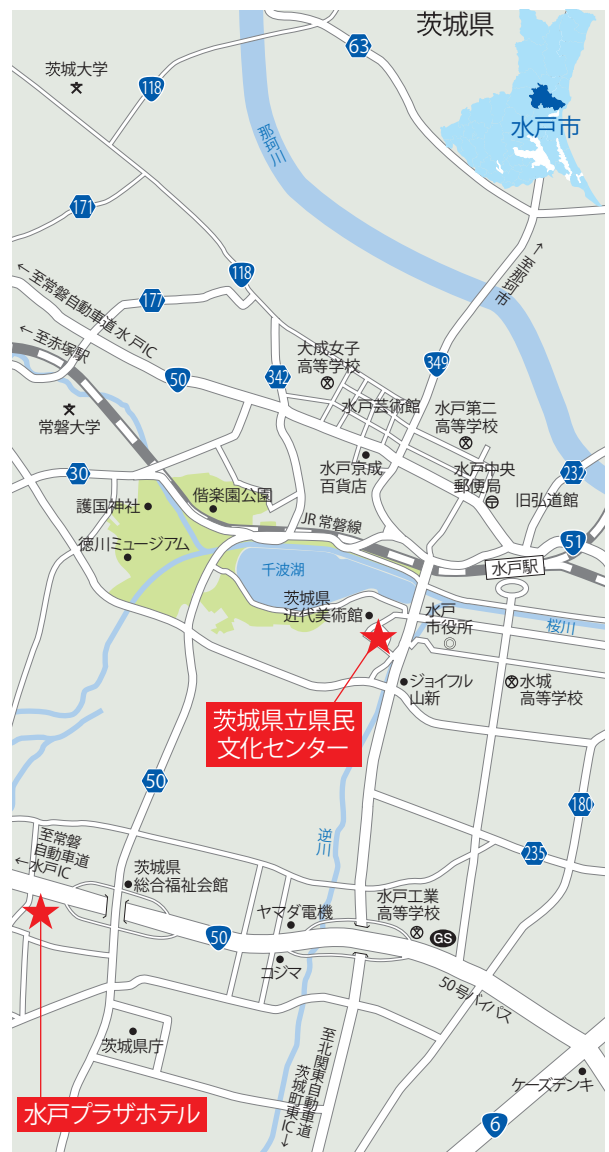 茨城県
63
茨城大学
118
水戸市
那珂川
171
← 至常磐自動車道水戸IC
177
118
→ 至那珂市
← 至赤塚駅
50
342
大成女子
高等学校
349
常磐大学
水戸芸術館
水戸第二
高等学校
30
水戸京成
百貨店
水戸中央
郵便局
232
護国神社
偕楽園公園
JR 常磐線
旧弘道館
51
徳川ミュージアム
千波湖
水戸駅
茨城県
近代美術館
水戸
市役所
桜川
ジョイフル
山新
水城
高等学校
茨城県立県民
文化センター
50
180
逆川
235
至常磐
自動車道
←水戸IC
茨城県
総合福祉会館
ヤマダ電機
水戸工業
高等学校
GS
50
コジマ
50号バイパス
茨城県庁
至北関東自動車道
茨城町東IC→
ケーズデンキ
水戸プラザホテル
6